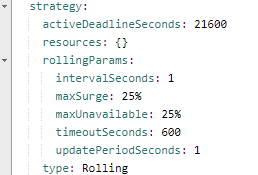 strategy:
activeDeadlineSeconds: 21600
resources: {}
rollingParams:
intervalSeconds: 1
maxSurge: 25%
maxUnavailable: 25%
timeoutSeconds: 600
updatePeriodSeconds: 1
type: Rolling